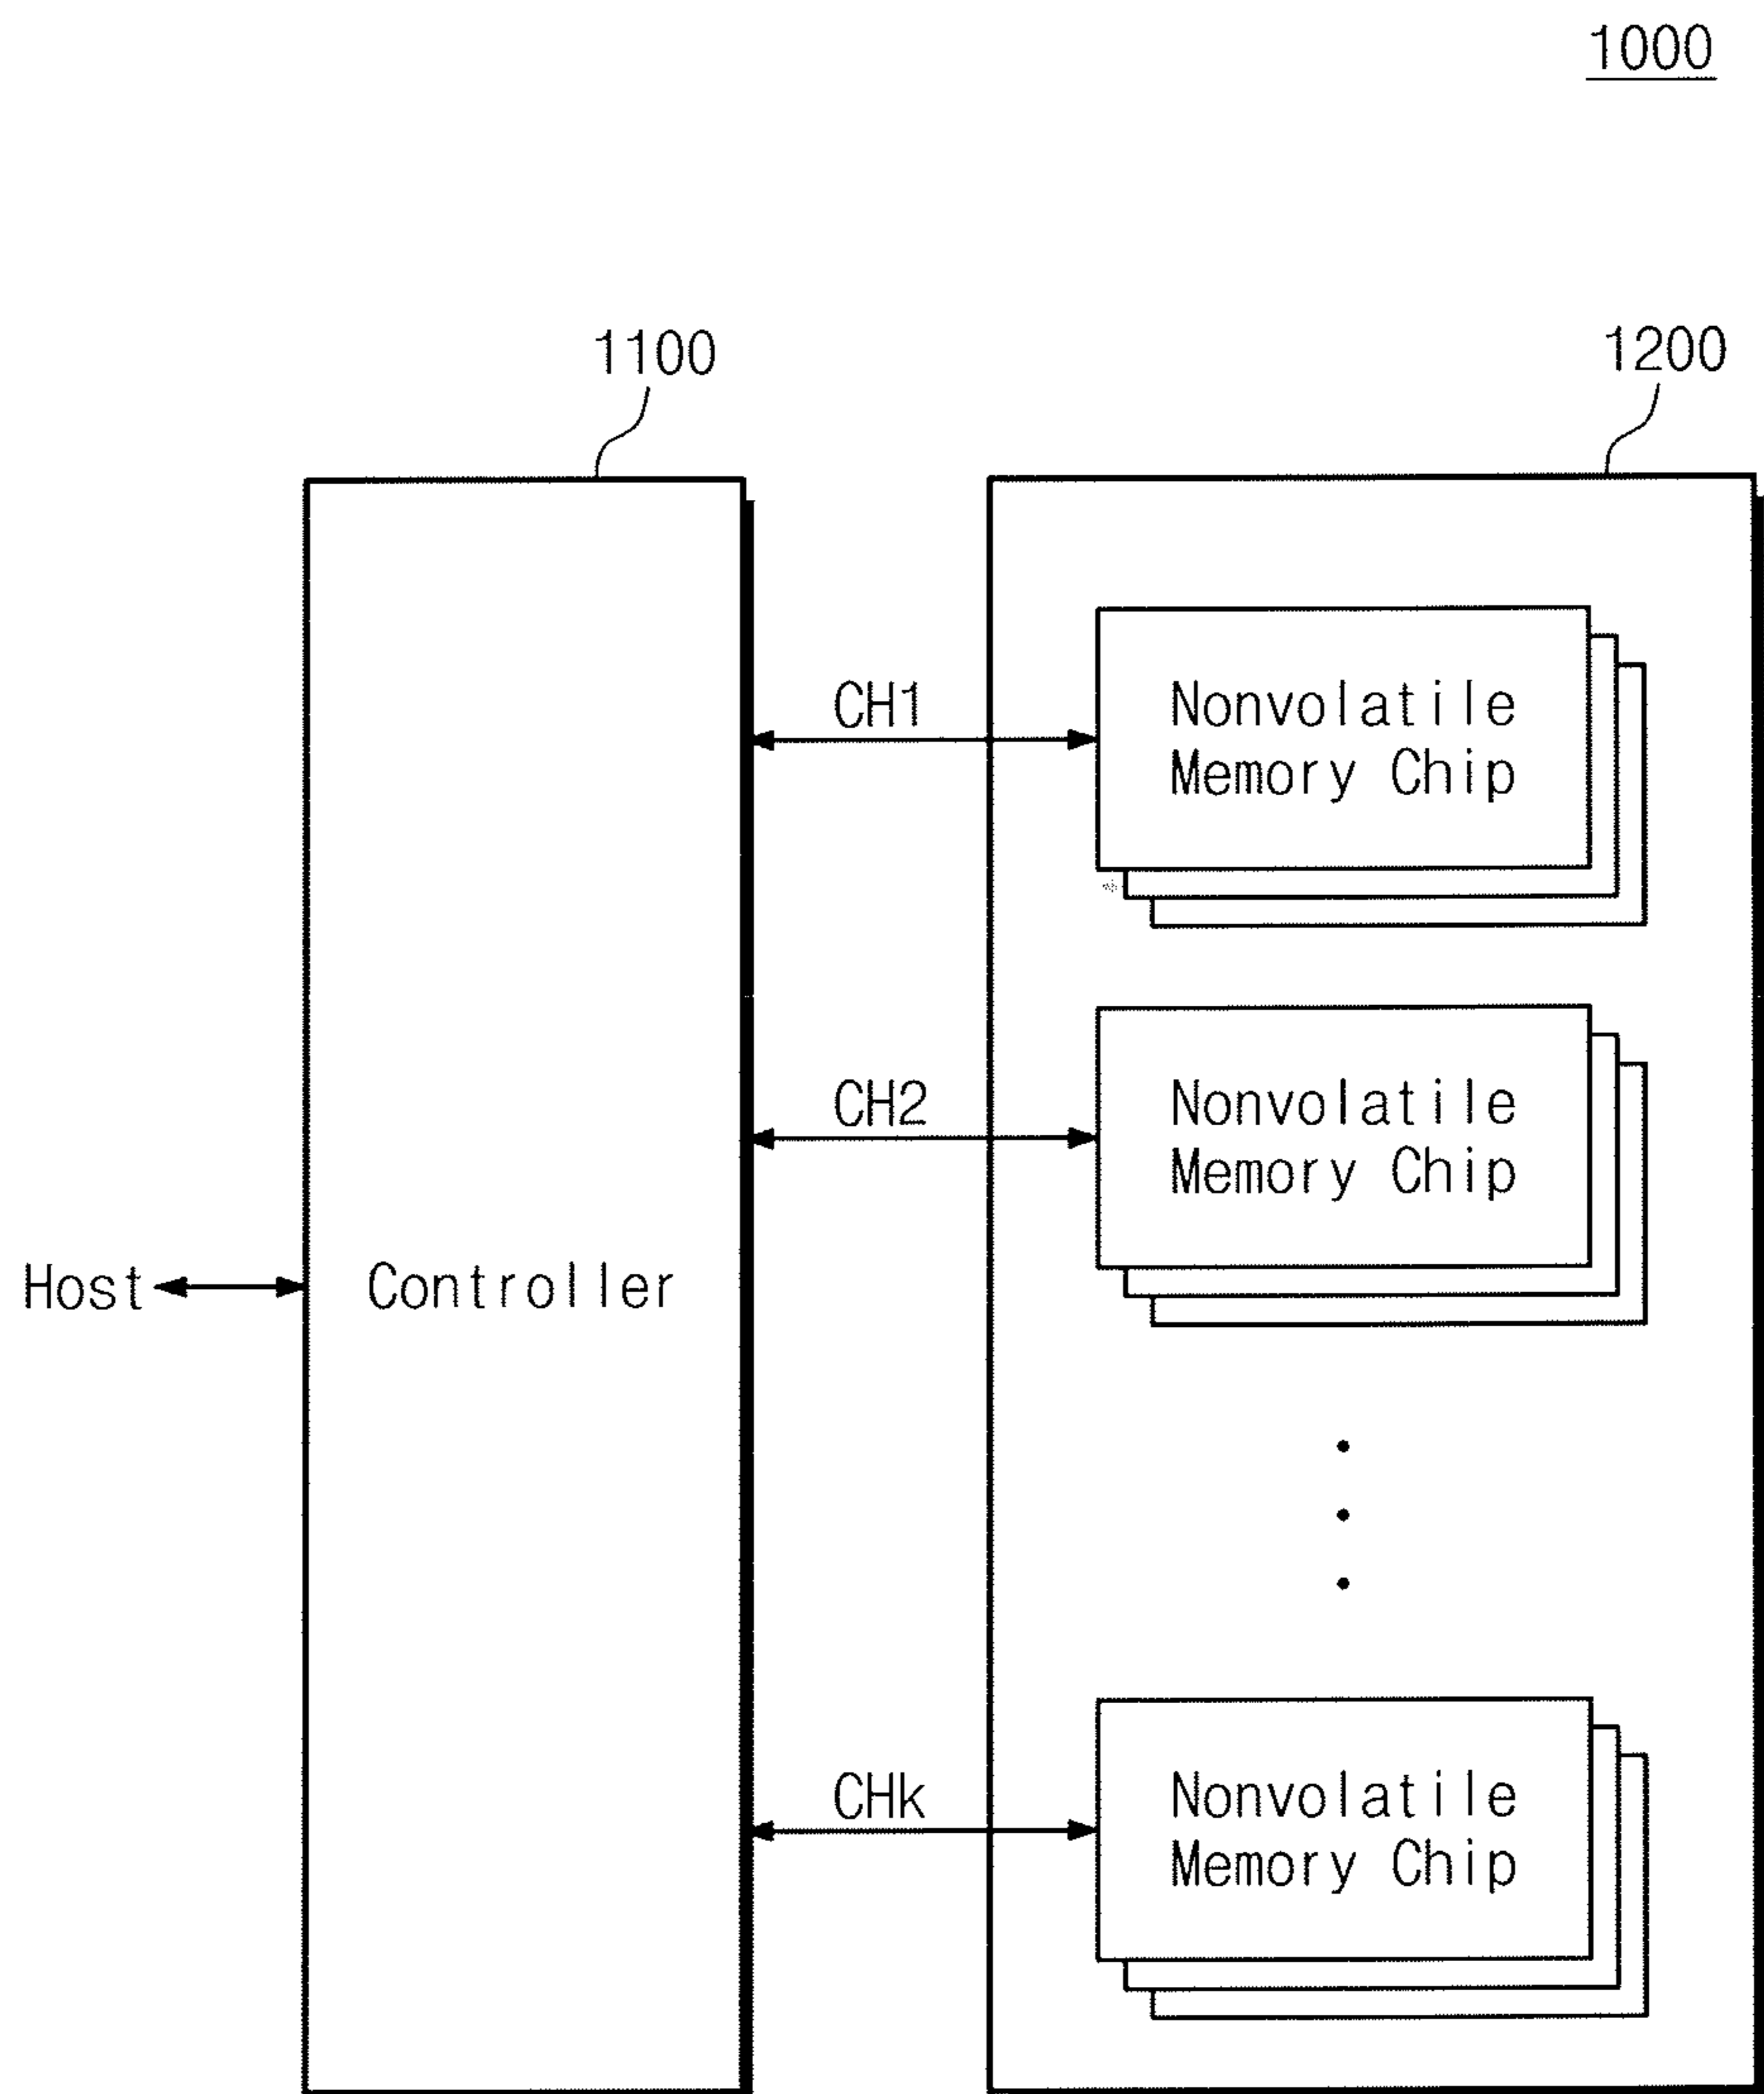 1000
1100
1200
CH1
Nonvolatile
Memory Chip
CH2
Nonvolatile
Memory Chip
Host
Controller
CHk
Nonvolatile
Memory Chip